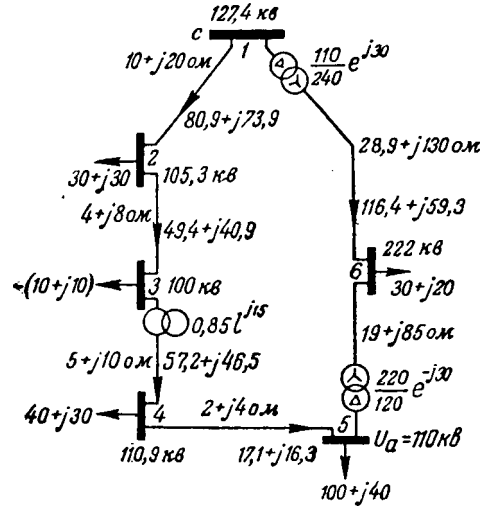 127,4 кв
с
1
110
240
e^j30
10+j20 ом
80,9+j73,9
28,9+j130 ом
2
30+j30
105,3 кв
4+j8 ом
49,4+j40,9
116,4+j59,3
222 кв
6
30+j20
-(10+j10)
3
100 кв
0,85 l^j15
19+j85 ом
5+j10 ом
57,2+j46,5
220
120
e^-j30
40+j30
4
2+j4 ом
5
110,9 кв
17,1+j16,3
Uа=110 кв
100+j40